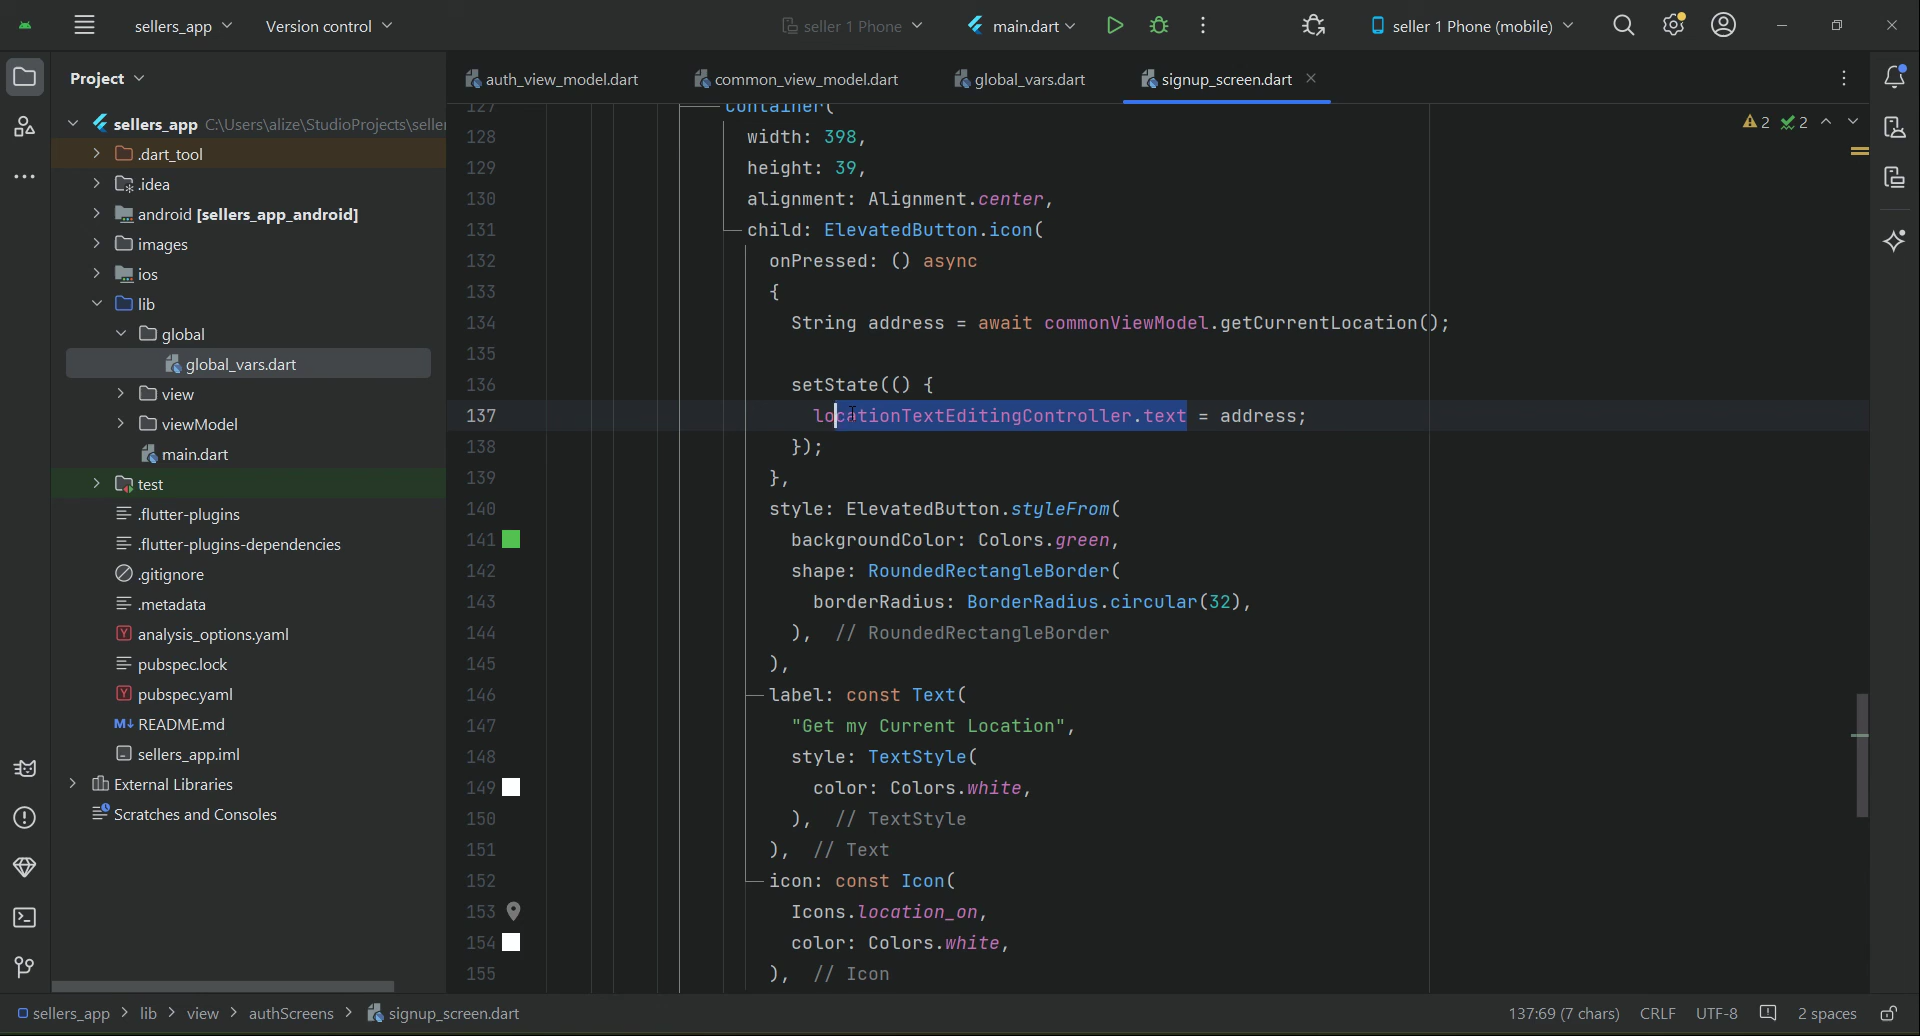 sellers_app
Version control
seller 1 Phone
main.dart
seller 1 Phone (mobile)
Project
auth_view_model.dart
common_view_model.dart
global_vars.dart
signup_screen.dart
sellers_app C:\Users\alize\StudioProjects\selle
.dart_tool
.idea
android [sellers_app_android]
images
ios
lib
global
global_vars.dart
view
viewModel
main.dart
test
.flutter-plugins
.flutter-plugins-dependencies
.gitignore
.metadata
analysis_options.yaml
pubspec.lock
pubspec.yaml
README.md
sellers_app.iml
External Libraries
Scratches and Consoles
2 2
127 Container(
128 width: 398,
129 height: 39,
130 alignment: Alignment.center,
131 child: ElevatedButton.icon(
132 onPressed: () async
133 {
134 String address = await commonViewModel.getCurrentLocation();
135
136 setState(() {
137 locationTextEditingController.text = address;
138 });
139 },
140 style: ElevatedButton.styleFrom(
141 backgroundColor: Colors.green,
142 shape: RoundedRectangleBorder(
143 borderRadius: BorderRadius.circular(32),
144 ), // RoundedRectangleBorder
145 ),
146 label: const Text(
147 "Get my Current Location",
148 style: TextStyle(
149 color: Colors.white,
150 ), // TextStyle
151 ), // Text
152 icon: const Icon(
153 Icons.location_on,
154 color: Colors.white,
155 ), // Icon
sellers_app > lib > view > authScreens > signup_screen.dart
137:69 (7 chars) CRLF UTF-8 2 spaces